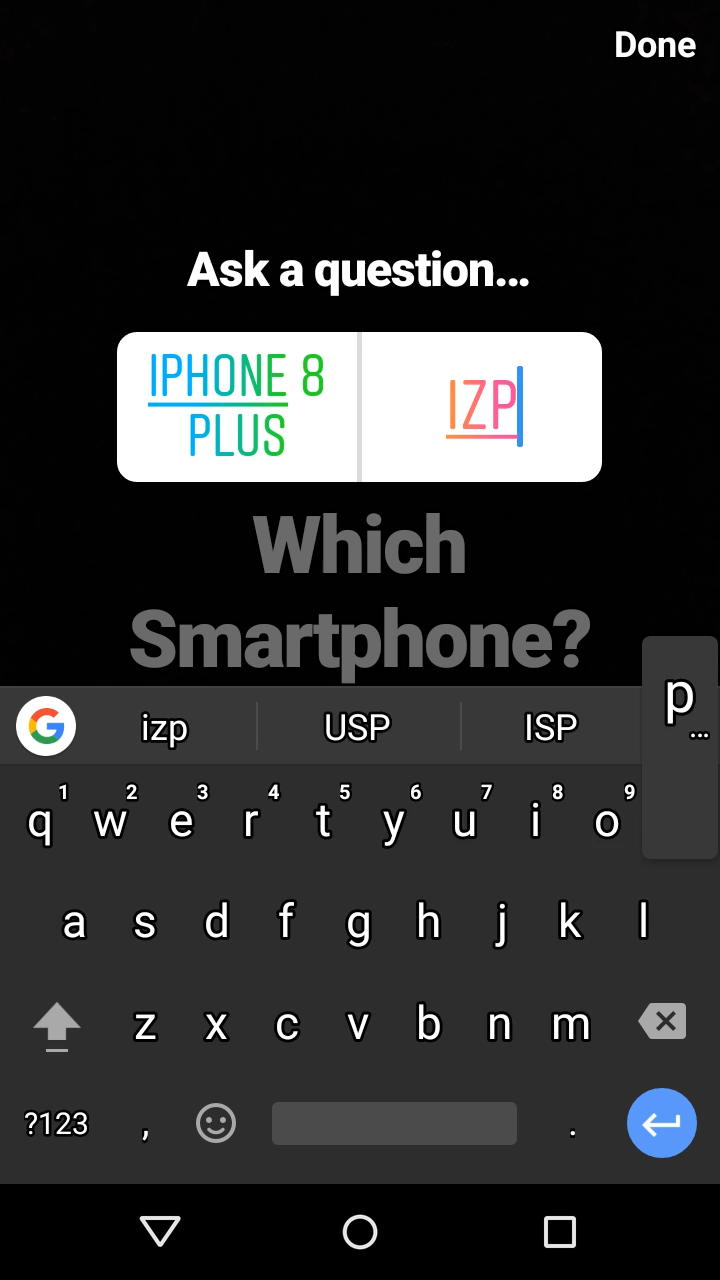 Done
Ask a question...
IPHONE 8
PLUS
IZP
Which
Smartphone?
izp USP ISP
p
...
1 2 3 4 5 6 7 8 9
q w e r t y u i o
a s d f g h j k l
z x c v b n m
?123 , .